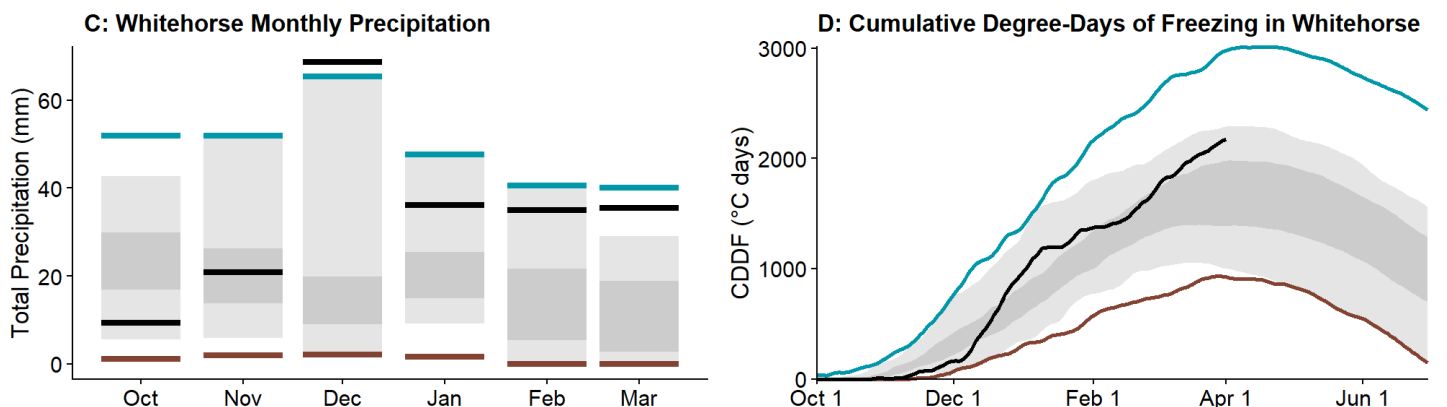 C: Whitehorse Monthly Precipitation
Total Precipitation (mm)
60
40
20
0
Oct Nov Dec Jan Feb Mar
D: Cumulative Degree-Days of Freezing in Whitehorse
CDDF (°C days)
3000
2000
1000
0
Oct 1 Dec 1 Feb 1 Apr 1 Jun 1